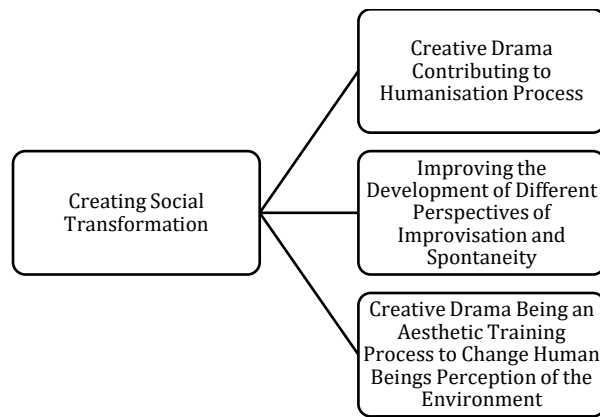 Creative Drama
Contributing to
Humanisation Process
Creating Social
Transformation
Improving the
Development of Different
Perspectives of
Improvisation and
Spontaneity
Creative Drama Being an
Aesthetic Training
Process to Change Human
Beings Perception of the
Environment